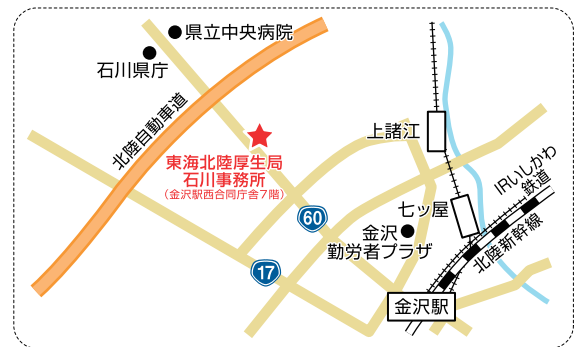 県立中央病院
石川県庁
北陸自動車道
東海北陸厚生局
石川事務所
(金沢駅西合同庁舎7階)
上諸江
IRいしかわ
鉄道
七ッ屋
60
金沢
勤労者プラザ
北陸新幹線
17
金沢駅